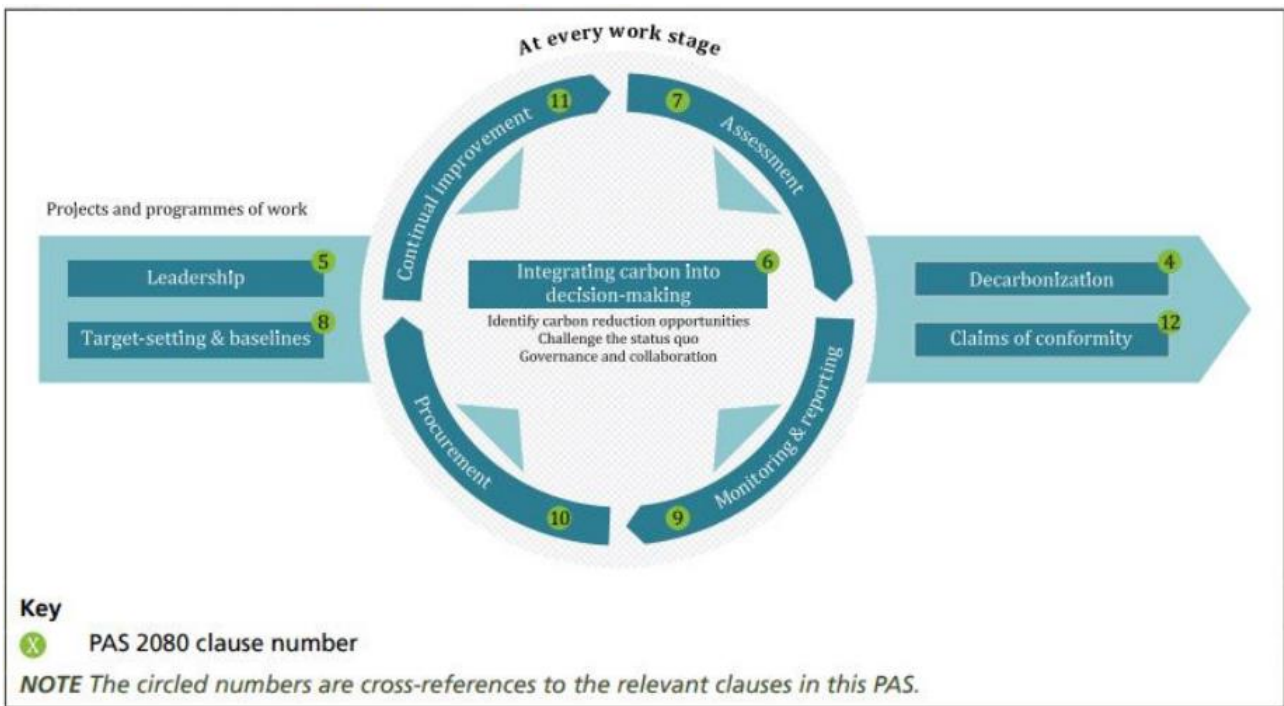 At every work stage
11
Continual improvement
7
Assessment
Projects and programmes of work
5
Leadership
8
Target-setting & baselines
6
Integrating carbon into
decision-making
Identify carbon reduction opportunities
Challenge the status quo
Governance and collaboration
4
Decarbonization
12
Claims of conformity
Procurement
10
Monitoring & reporting
9
Key
X PAS 2080 clause number
NOTE The circled numbers are cross-references to the relevant clauses in this PAS.